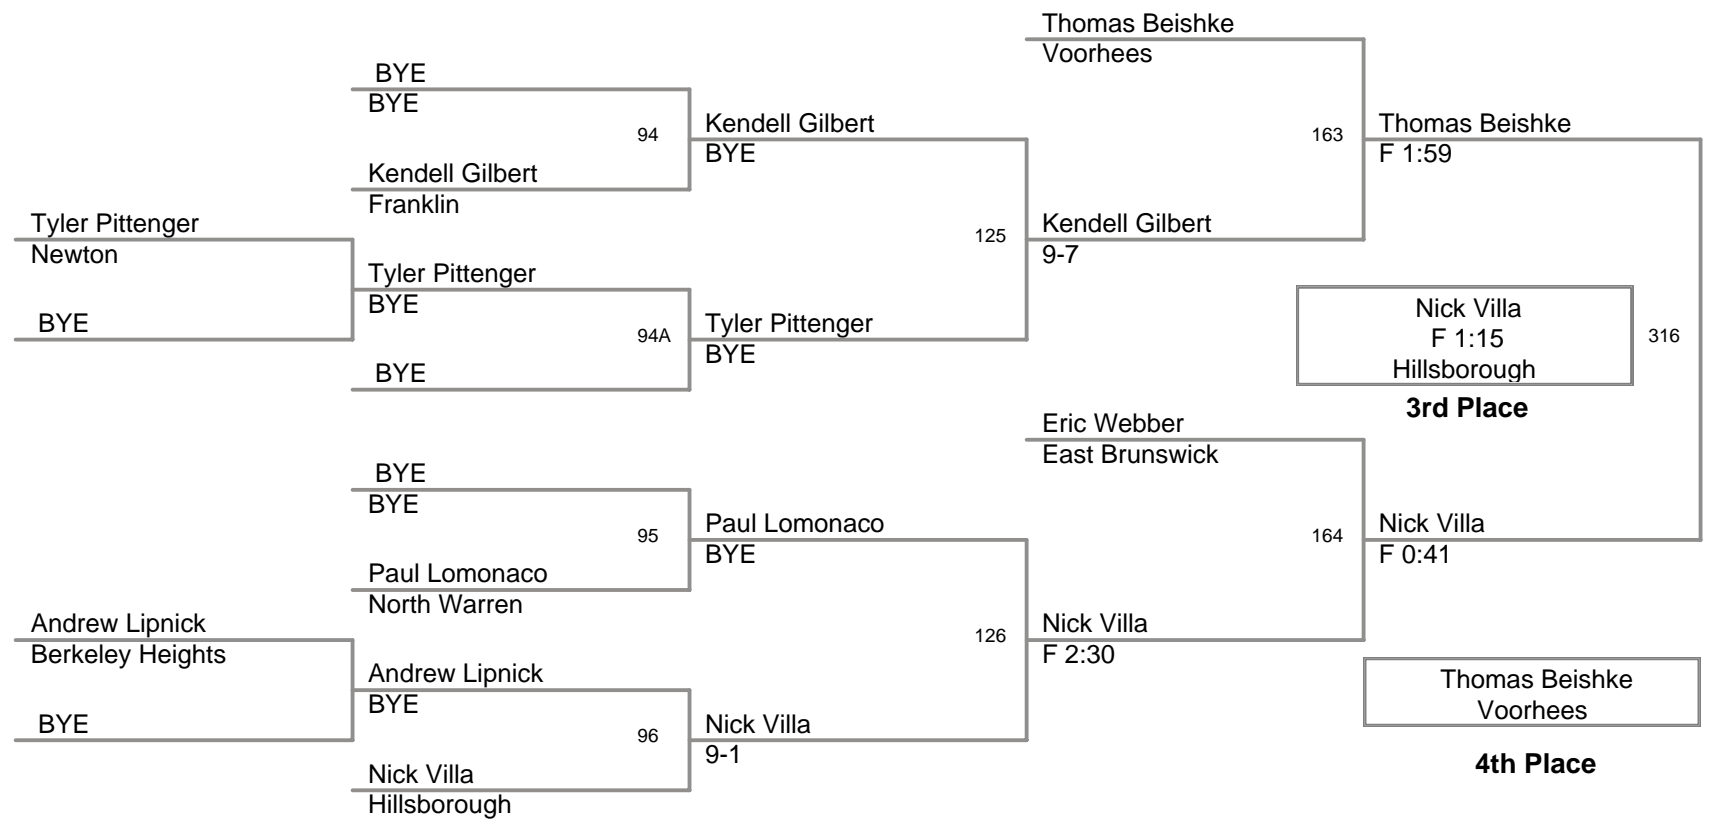 Thomas Beishke
Voorhees
BYE
BYE
94
Kendell Gilbert
BYE
163
Thomas Beishke
F 1:59
Kendell Gilbert
Franklin
Tyler Pittenger
Newton
125
Kendell Gilbert
9-7
Tyler Pittenger
BYE
BYE
94A
Tyler Pittenger
BYE
Nick Villa
F 1:15
Hillsborough
316
3rd Place
BYE
Eric Webber
East Brunswick
BYE
BYE
95
Paul Lomonaco
BYE
164
Nick Villa
F 0:41
Paul Lomonaco
North Warren
Andrew Lipnick
Berkeley Heights
126
Nick Villa
F 2:30
Andrew Lipnick
BYE
Thomas Beishke
Voorhees
BYE
96
Nick Villa
9-1
4th Place
Nick Villa
Hillsborough